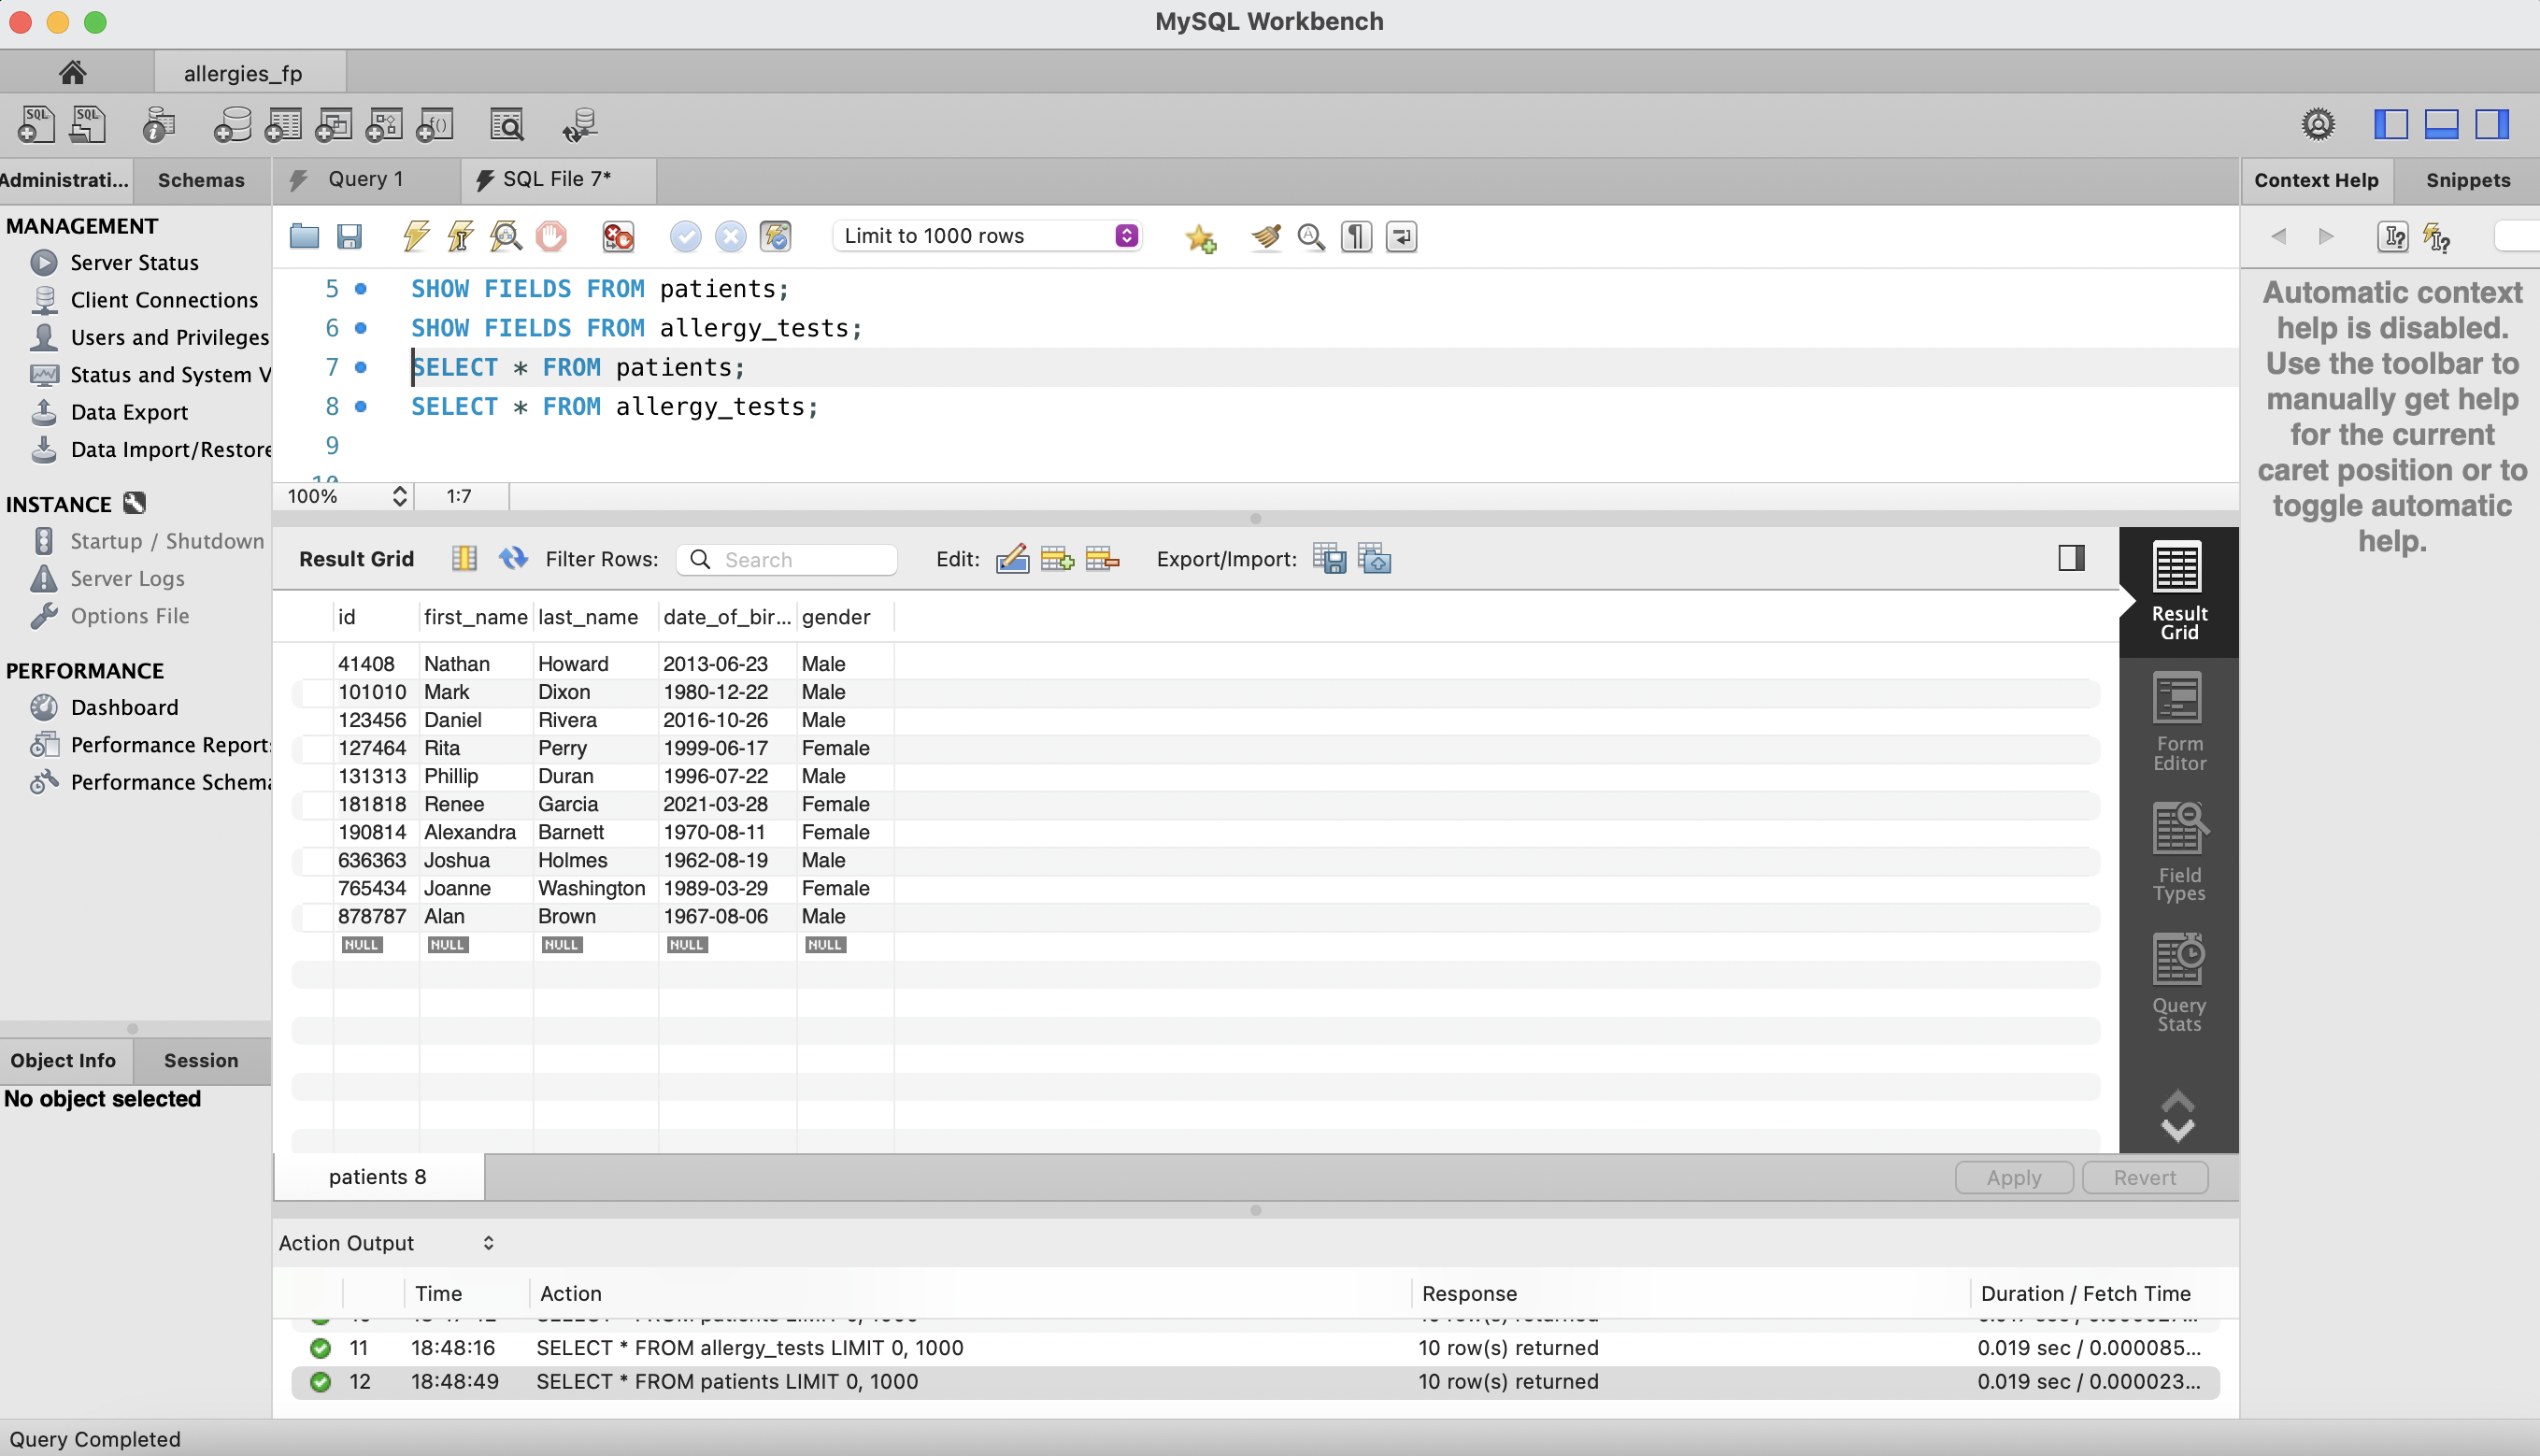 MySQL Workbench
allergies_fp
Administrati... Schemas Query 1 SQL File 7* Context Help Snippets
MANAGEMENT
Server Status
Client Connections
Users and Privileges
Status and System V
Data Export
Data Import/Restore
INSTANCE
Startup / Shutdown
Server Logs
Options File
PERFORMANCE
Dashboard
Performance Report
Performance Schema
Object Info Session
No object selected
Limit to 1000 rows
5 SHOW FIELDS FROM patients;
6 SHOW FIELDS FROM allergy_tests;
7 SELECT * FROM patients;
8 SELECT * FROM allergy_tests;
9
10
100% 1:7
Result Grid Filter Rows: Search Edit: Export/Import:
id first_name last_name date_of_bir... gender
41408 Nathan Howard 2013-06-23 Male
101010 Mark Dixon 1980-12-22 Male
123456 Daniel Rivera 2016-10-26 Male
127464 Rita Perry 1999-06-17 Female
131313 Phillip Duran 1996-07-22 Male
181818 Renee Garcia 2021-03-28 Female
190814 Alexandra Barnett 1970-08-11 Female
636363 Joshua Holmes 1962-08-19 Male
765434 Joanne Washington 1989-03-29 Female
878787 Alan Brown 1967-08-06 Male
NULL NULL NULL NULL NULL
Result
Grid
Form
Editor
Field
Types
Query
Stats
patients 8 Apply Revert
Action Output
Time Action Response Duration / Fetch Time
11 18:48:16 SELECT * FROM allergy_tests LIMIT 0, 1000 10 row(s) returned 0.019 sec / 0.000085...
12 18:48:49 SELECT * FROM patients LIMIT 0, 1000 10 row(s) returned 0.019 sec / 0.000023...
Automatic context
help is disabled.
Use the toolbar to
manually get help
for the current
caret position or to
toggle automatic
help.
Query Completed